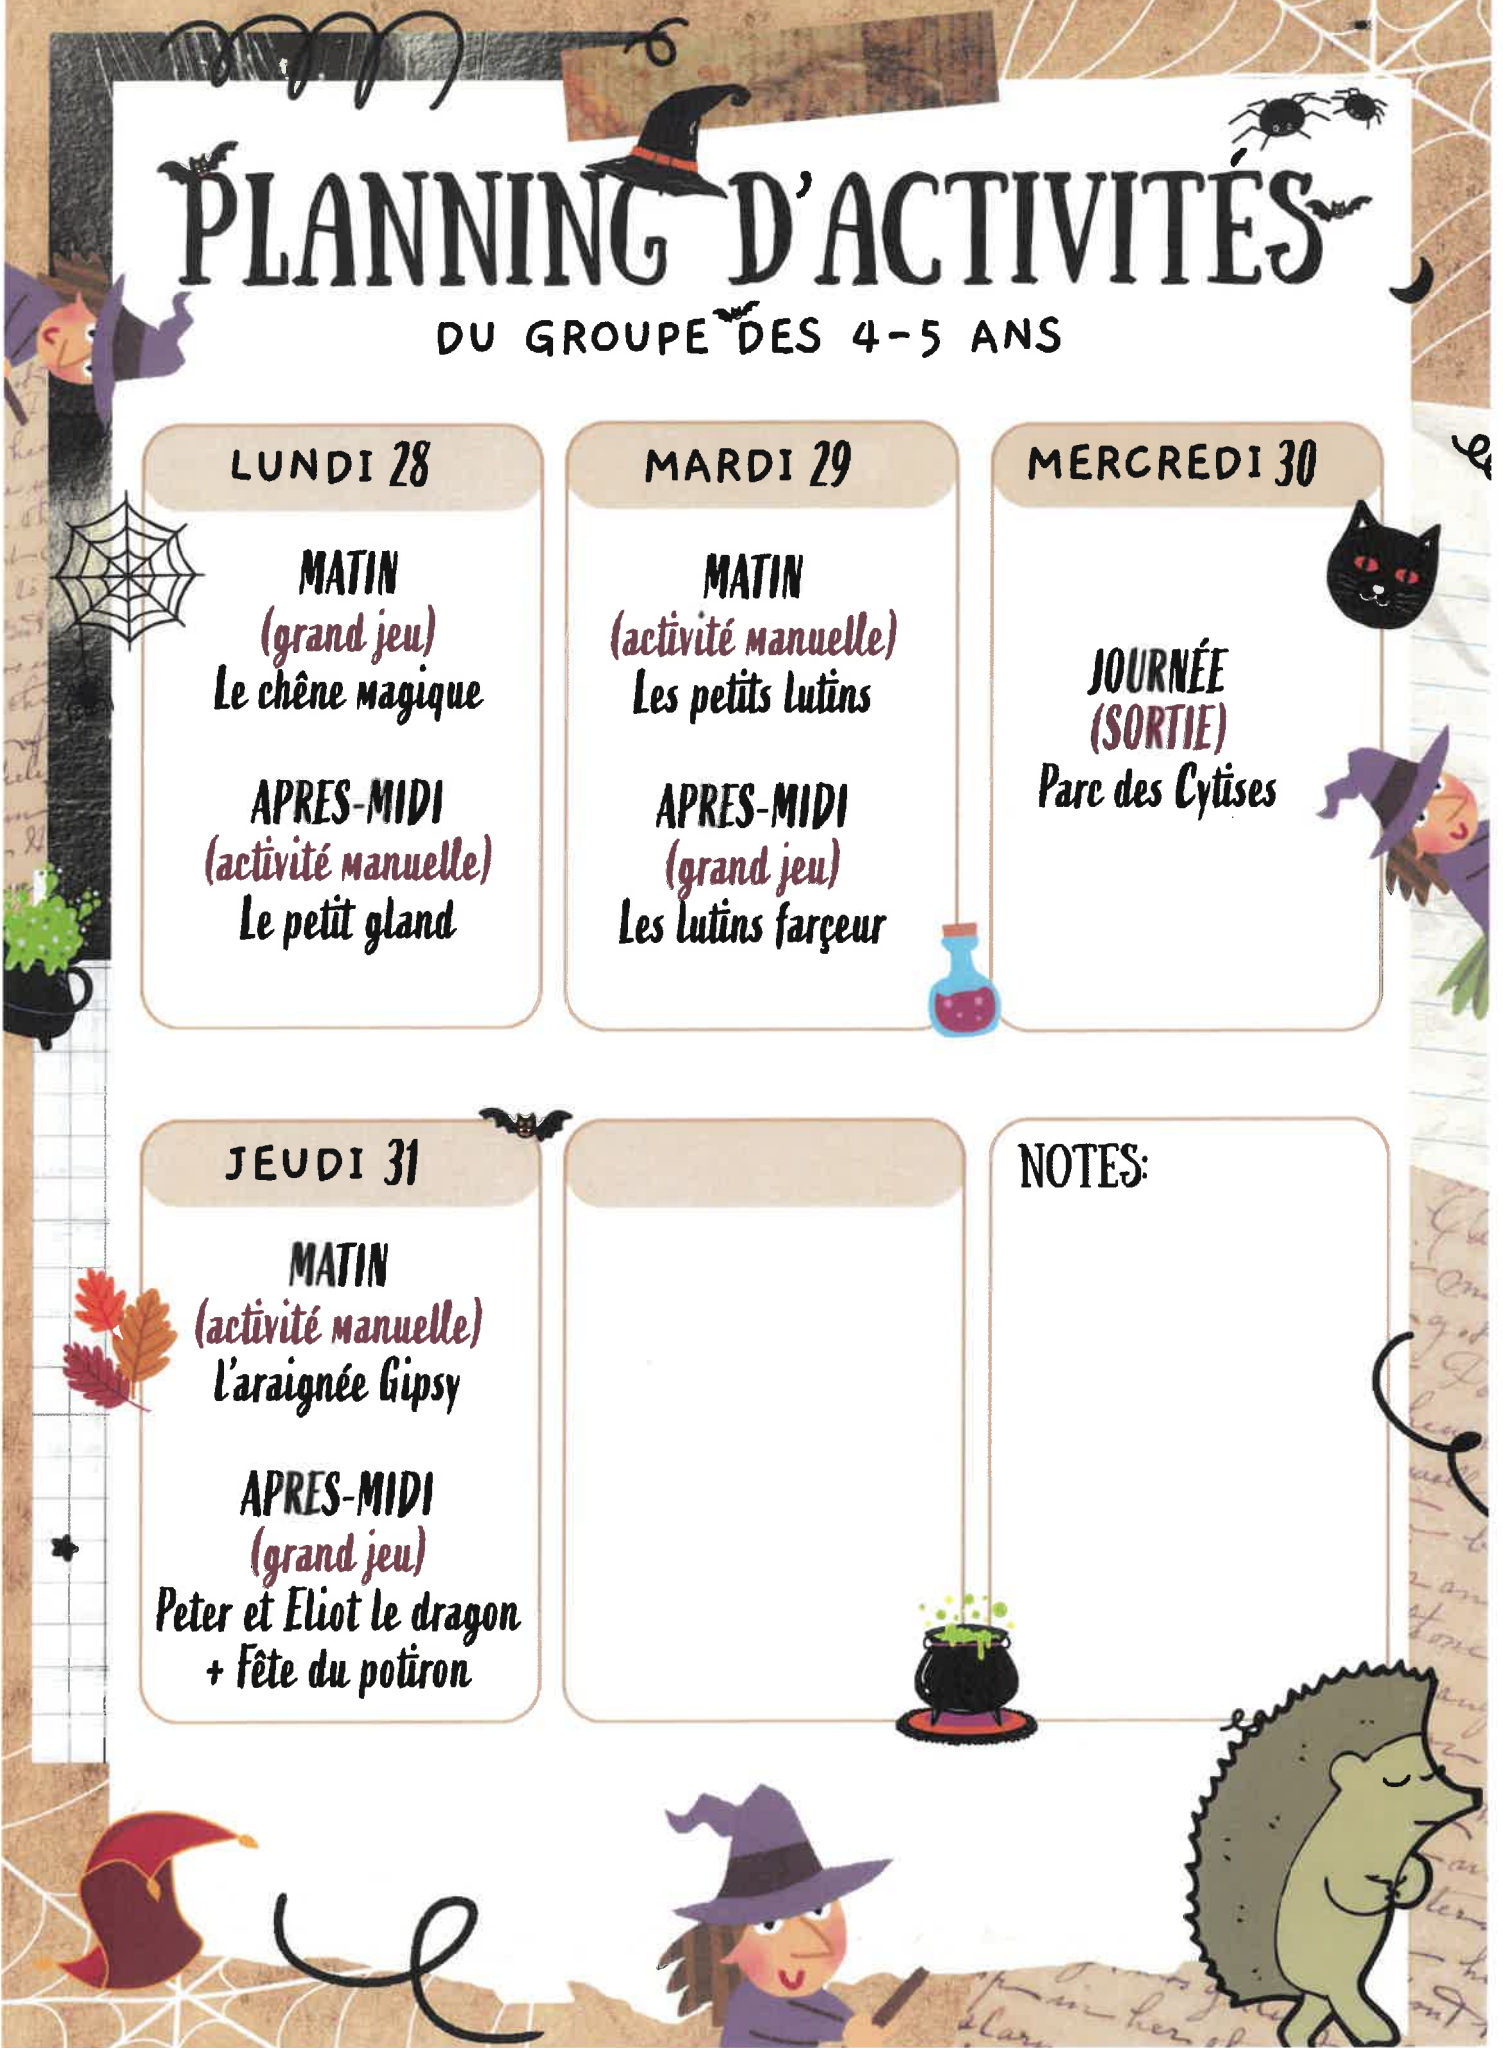 PLANNING D'ACTIVITÉS
DU GROUPE DES 4-5 ANS
LUNDI 28
MATIN
(grand jeu)
Le chêne magique
APRES-MIDI
(activité manuelle)
Le petit gland
MARDI 29
MATIN
(activité manuelle)
Les petits lutins
APRES-MIDI
(grand jeu)
Les lutins farçeur
MERCREDI 30
JOURNÉE
(SORTIE)
Parc des Cytises
JEUDI 31
MATIN
(activité manuelle)
L'araignée Gipsy
APRES-MIDI
(grand jeu)
Peter et Eliot le dragon
+ Fête du potiron
NOTES: